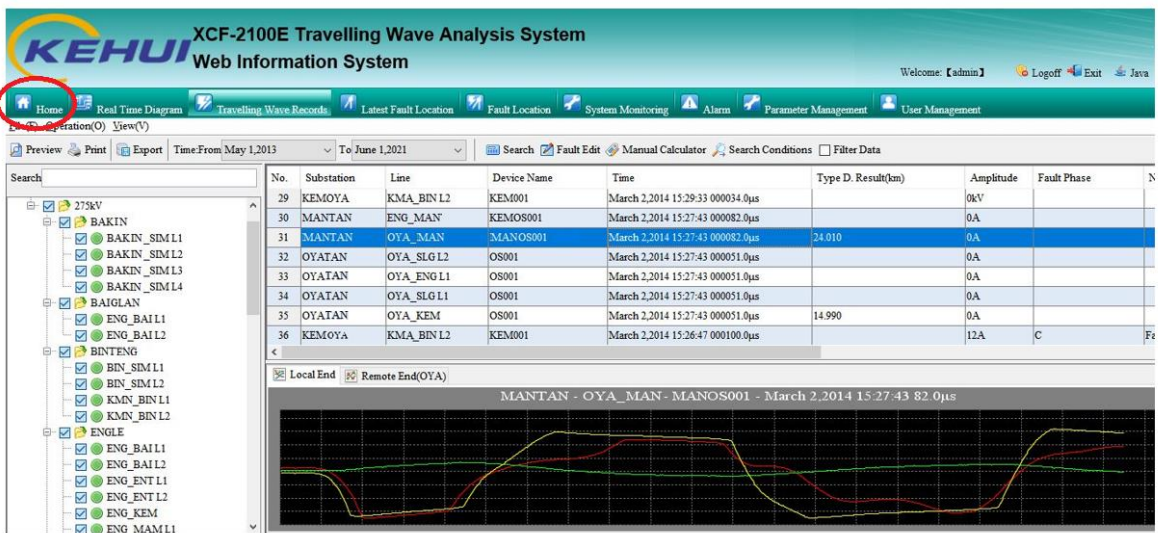 KEHUI
XCF-2100E Travelling Wave Analysis System
Web Information System
Welcome:【admin】 Logoff Exit Java
Home Real Time Diagram Travelling Wave Records Latest Fault Location Fault Location System Monitoring Alarm Parameter Management User Management
Operation(O) View(V)
Preview Print Export Time:From May 1,2013 To June 1,2021 Search Fault Edit Manual Calculator Search Conditions Filter Data
Search
275kV
BAKIN
BAKIN_SIM L1
BAKIN_SIM L2
BAKIN_SIM L3
BAKIN_SIM L4
BAIGLAN
ENG_BAI L1
ENG_BAI L2
BINTENG
BIN_SIM L1
BIN_SIM L2
KMN_BIN L1
KMN_BIN L2
ENGLE
ENG_BAI L1
ENG_BAI L2
ENG_ENT L1
ENG_ENT L2
ENG_KEM
ENG_MAM L1
No. Substation Line Device Name Time Type D. Result(km) Amplitude Fault Phase N
29 KEMOYA KMA_BIN L2 KEM001 March 2,2014 15:29:33 000034.0μs 0kV
30 MANTAN ENG_MAN KEMOS001 March 2,2014 15:27:43 000082.0μs 0A
31 MANTAN OYA_MAN MANOS001 March 2,2014 15:27:43 000082.0μs 24.010 0A
32 OYATAN OYA_SLG L2 OS001 March 2,2014 15:27:43 000051.0μs 0A
33 OYATAN OYA_ENG L1 OS001 March 2,2014 15:27:43 000051.0μs 0A
34 OYATAN OYA_SLG L1 OS001 March 2,2014 15:27:43 000051.0μs 0A
35 OYATAN OYA_KEM OS001 March 2,2014 15:27:43 000051.0μs 14.990 0A
36 KEMOYA KMA_BIN L2 KEM001 March 2,2014 15:26:47 000100.0μs 12A C Fa
Local End Remote End(OYA)
MANTAN - OYA_MAN - MANOS001 - March 2,2014 15:27:43 82.0μs